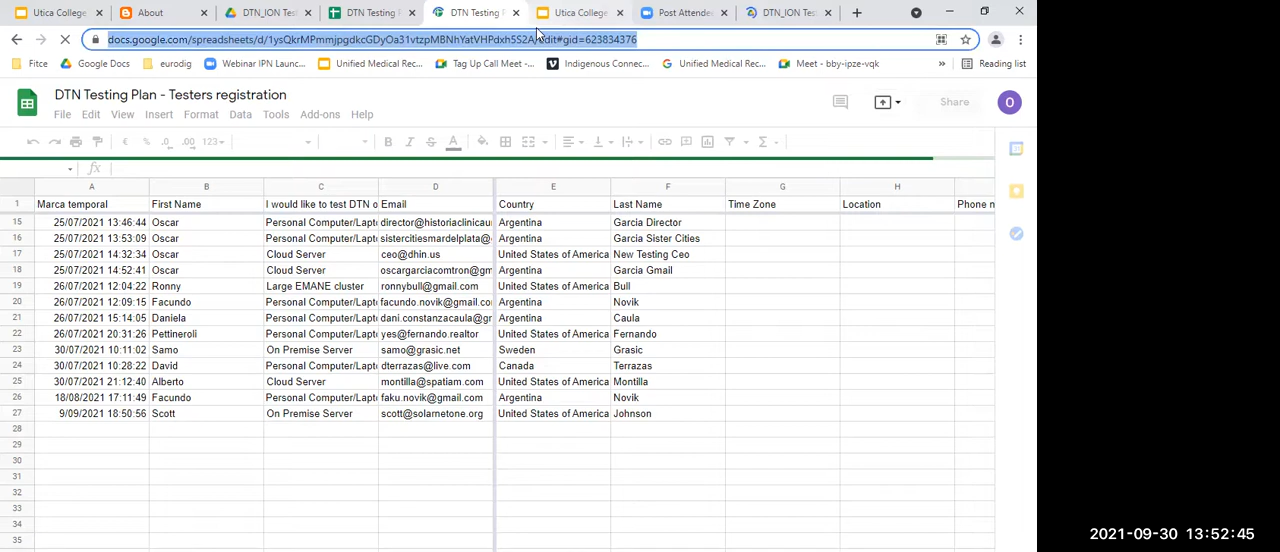 Utica College About DTN_ION Tes DTN Testing DTN Testing P Utica College Post Attende DTN_ION Tes
docs.google.com/spreadsheets/d/1ysQkrMPmmjpgdkcGDyOa31vtzpMBNhYatVHPdxh5S2A/edit#gid=623834376
Fitce Google Docs eurodig Webinar IPN Launc... Unified Medical Rec... Tag Up Call Meet -... Indigenous Connec... Unified Medical Rec... Meet - bby-ipze-vqk » Reading list
DTN Testing Plan - Testers registration
File Edit View Insert Format Data Tools Add-ons Help
Share O
€ % .0 .00 123 B I S A Σ
fx
A B C D E F G H
1 Marca temporal First Name I would like to test DTN o Email Country Last Name Time Zone Location Phone n
15 25/07/2021 13:46:44 Oscar Personal Computer/Lapt director@historiaclinicau Argentina Garcia Director
16 25/07/2021 13:53:09 Oscar Personal Computer/Lapt sistercitiesmardelplata@g Argentina Garcia Sister Cities
17 25/07/2021 14:32:34 Oscar Cloud Server ceo@dhin.us United States of America New Testing Ceo
18 25/07/2021 14:52:41 Oscar Cloud Server oscargarciacomtron@gm Argentina Garcia Gmail
19 26/07/2021 12:04:22 Ronny Large EMANE cluster ronnybull@gmail.com United States of America Bull
20 26/07/2021 12:09:15 Facundo Personal Computer/Lapt facundo.novik@gmail.co Argentina Novik
21 26/07/2021 15:14:05 Daniela Personal Computer/Lapt dani.constanzacaula@gr Argentina Caula
22 26/07/2021 20:31:26 Pettineroli Personal Computer/Lapt yes@fernando.realtor United States of America Fernando
23 30/07/2021 10:11:02 Samo On Premise Server samo@grasic.net Sweden Grasic
24 30/07/2021 10:28:22 David Personal Computer/Lapt dterrazas@live.com Canada Terrazas
25 30/07/2021 21:12:40 Alberto Cloud Server montilla@spatiam.com United States of America Montilla
26 18/08/2021 17:11:49 Facundo Personal Computer/Lapt faku.novik@gmail.com Argentina Novik
27 9/09/2021 18:50:56 Scott On Premise Server scott@solarnetone.org United States of America Johnson
28
29
30
31
32
33
34
35
2021-09-30 13:52:45